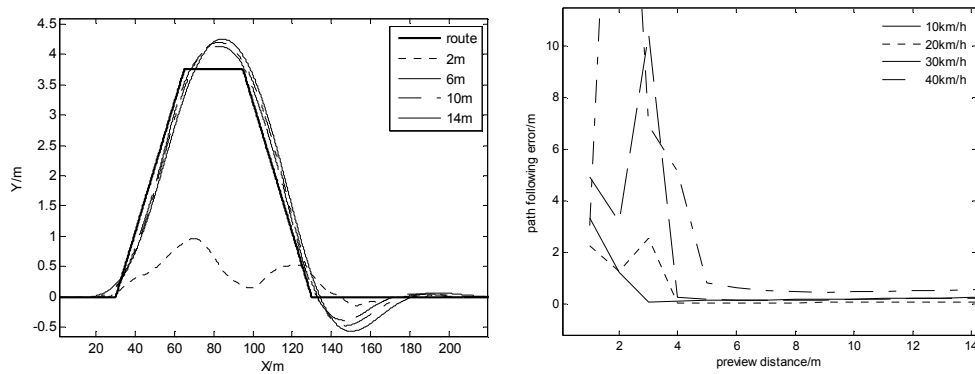 4.5
4
3.5
3
2.5
2
1.5
1
0.5
0
-0.5
Y/m
20 40 60 80 100 120 140 160 180 200
X/m
route
2m
6m
10m
14m
10
8
6
4
2
0
path following error/m
2 4 6 8 10 12 14
preview distance/m
10km/h
20km/h
30km/h
40km/h